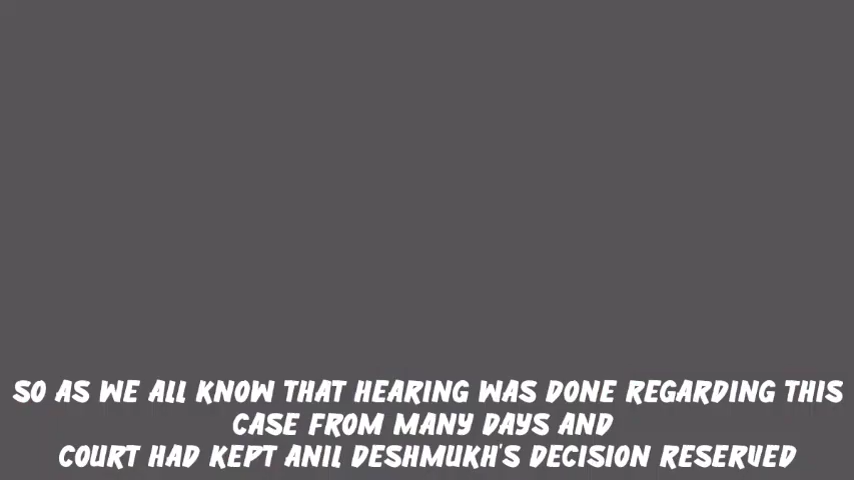 SO AS WE ALL KNOW THAT HEARING WAS DONE REGARDING THIS
CASE FROM MANY DAYS AND
COURT HAD KEPT ANIL DESHMUKH'S DECISION RESERVED